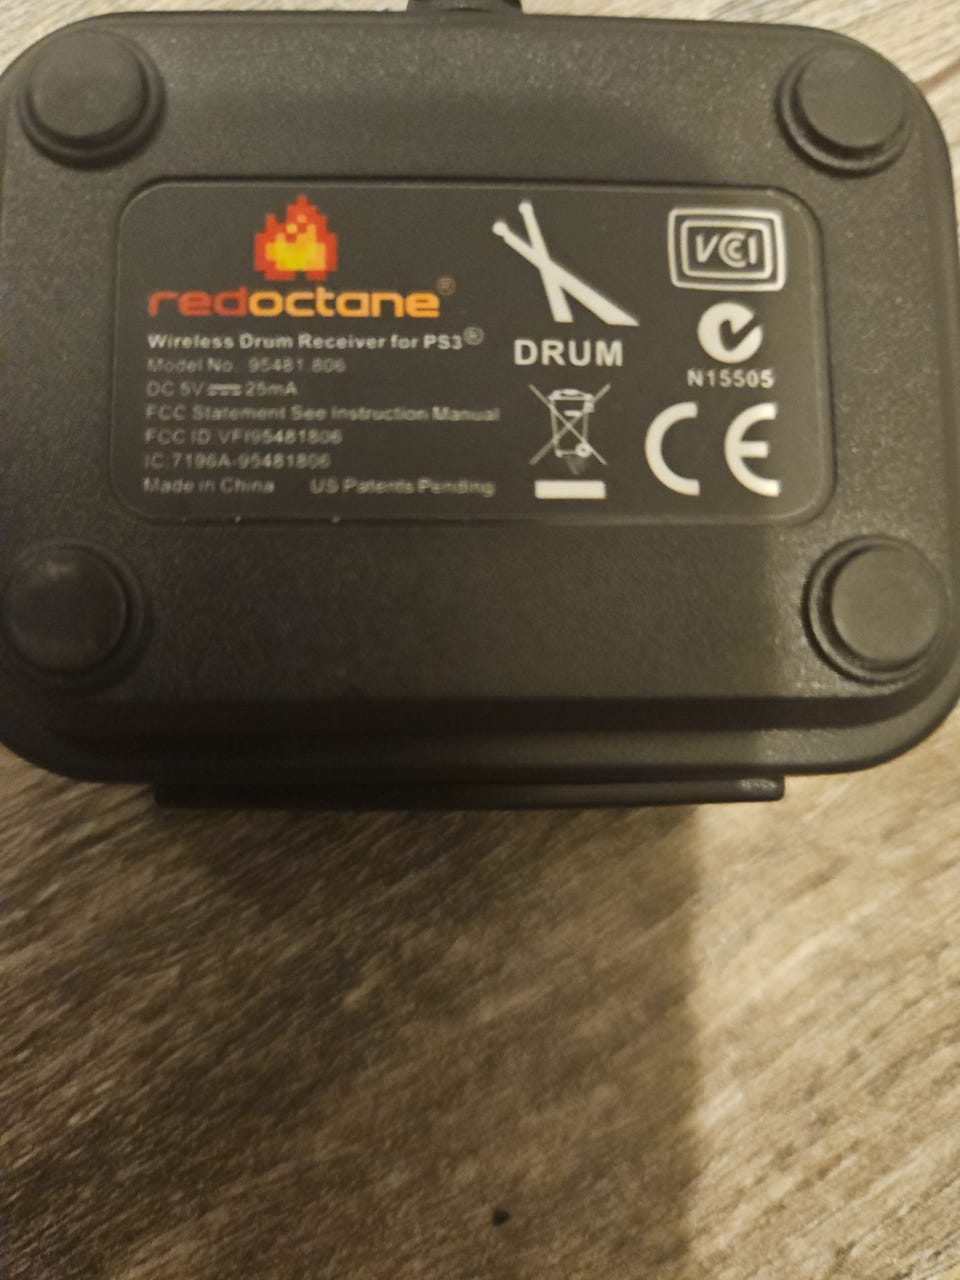 redoctane®
Wireless Drum Receiver for PS3®
Model No. 95481.806
DC 5V 25mA
FCC Statement See Instruction Manual
FCC ID:VFI95481806
IC:7196A-95481806
Made in China US Patents Pending
DRUM
VCCI
N15505
CE